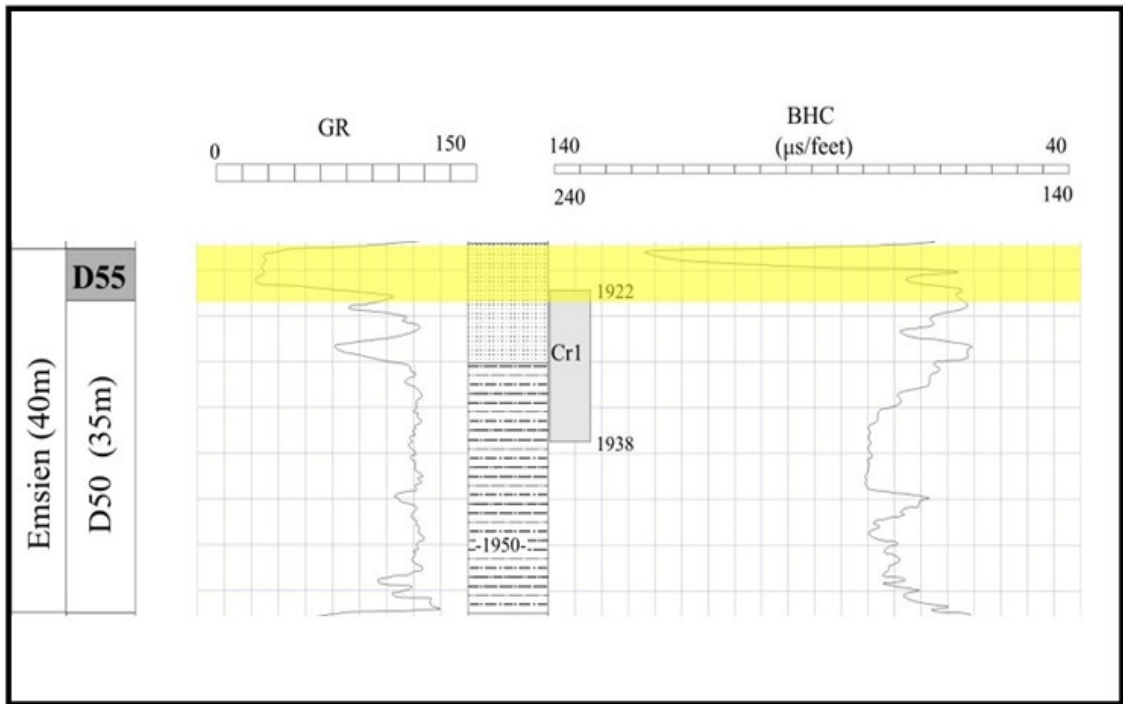 GR
0
150
BHC
(μs/feet)
140
40
240
140
Emsien (40m)
D55
D50 (35m)
1922
Cr1
1938
-1950-